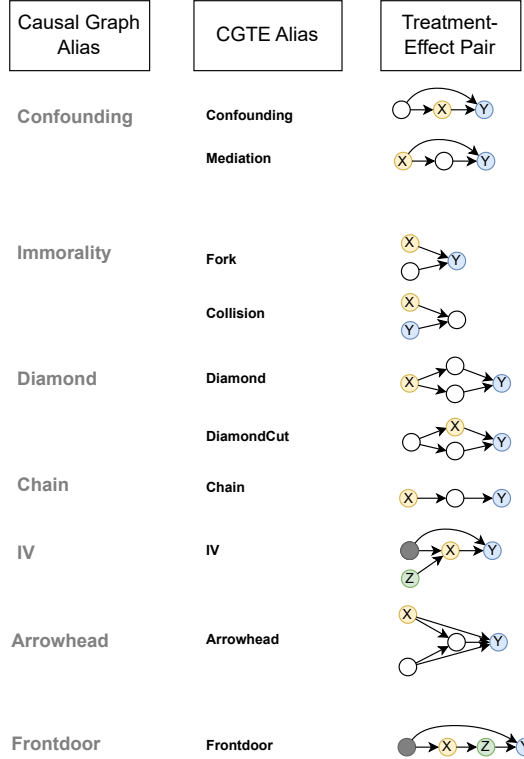 Causal Graph
Alias
CGTE Alias
Treatment-
Effect Pair
Confounding
Confounding
X
Y
Mediation
X
Y
Immorality
Fork
X
Y
Collision
X
Y
Diamond
Diamond
X
Y
DiamondCut
X
Y
Chain
Chain
X
Y
IV
IV
X
Y
Z
Arrowhead
Arrowhead
X
Y
Frontdoor
Frontdoor
X
Z
Y